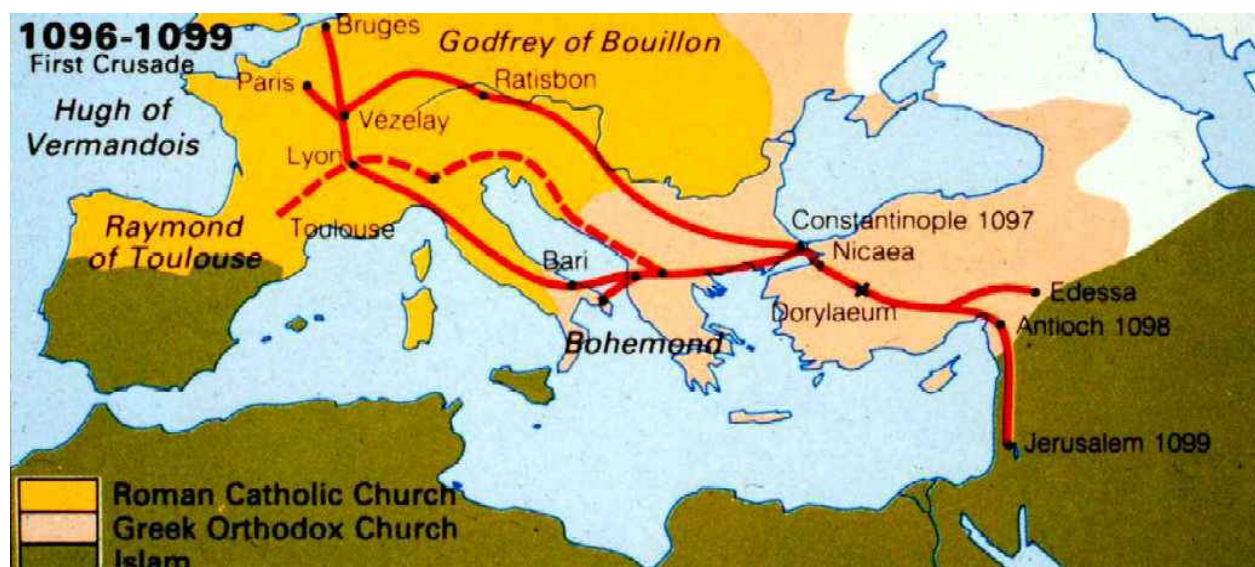 1096-1099
First Crusade
Bruges
Godfrey of Bouillon
Paris
Ratisbon
Hugh of
Vermandois
Vézelay
Lyon
Raymond
of Toulouse
Toulouse
Constantinople 1097
Nicaea
Bari
Dorylaeum
Edessa
Antioch 1098
Bohemond
Jerusalem 1099
Roman Catholic Church
Greek Orthodox Church
Islam